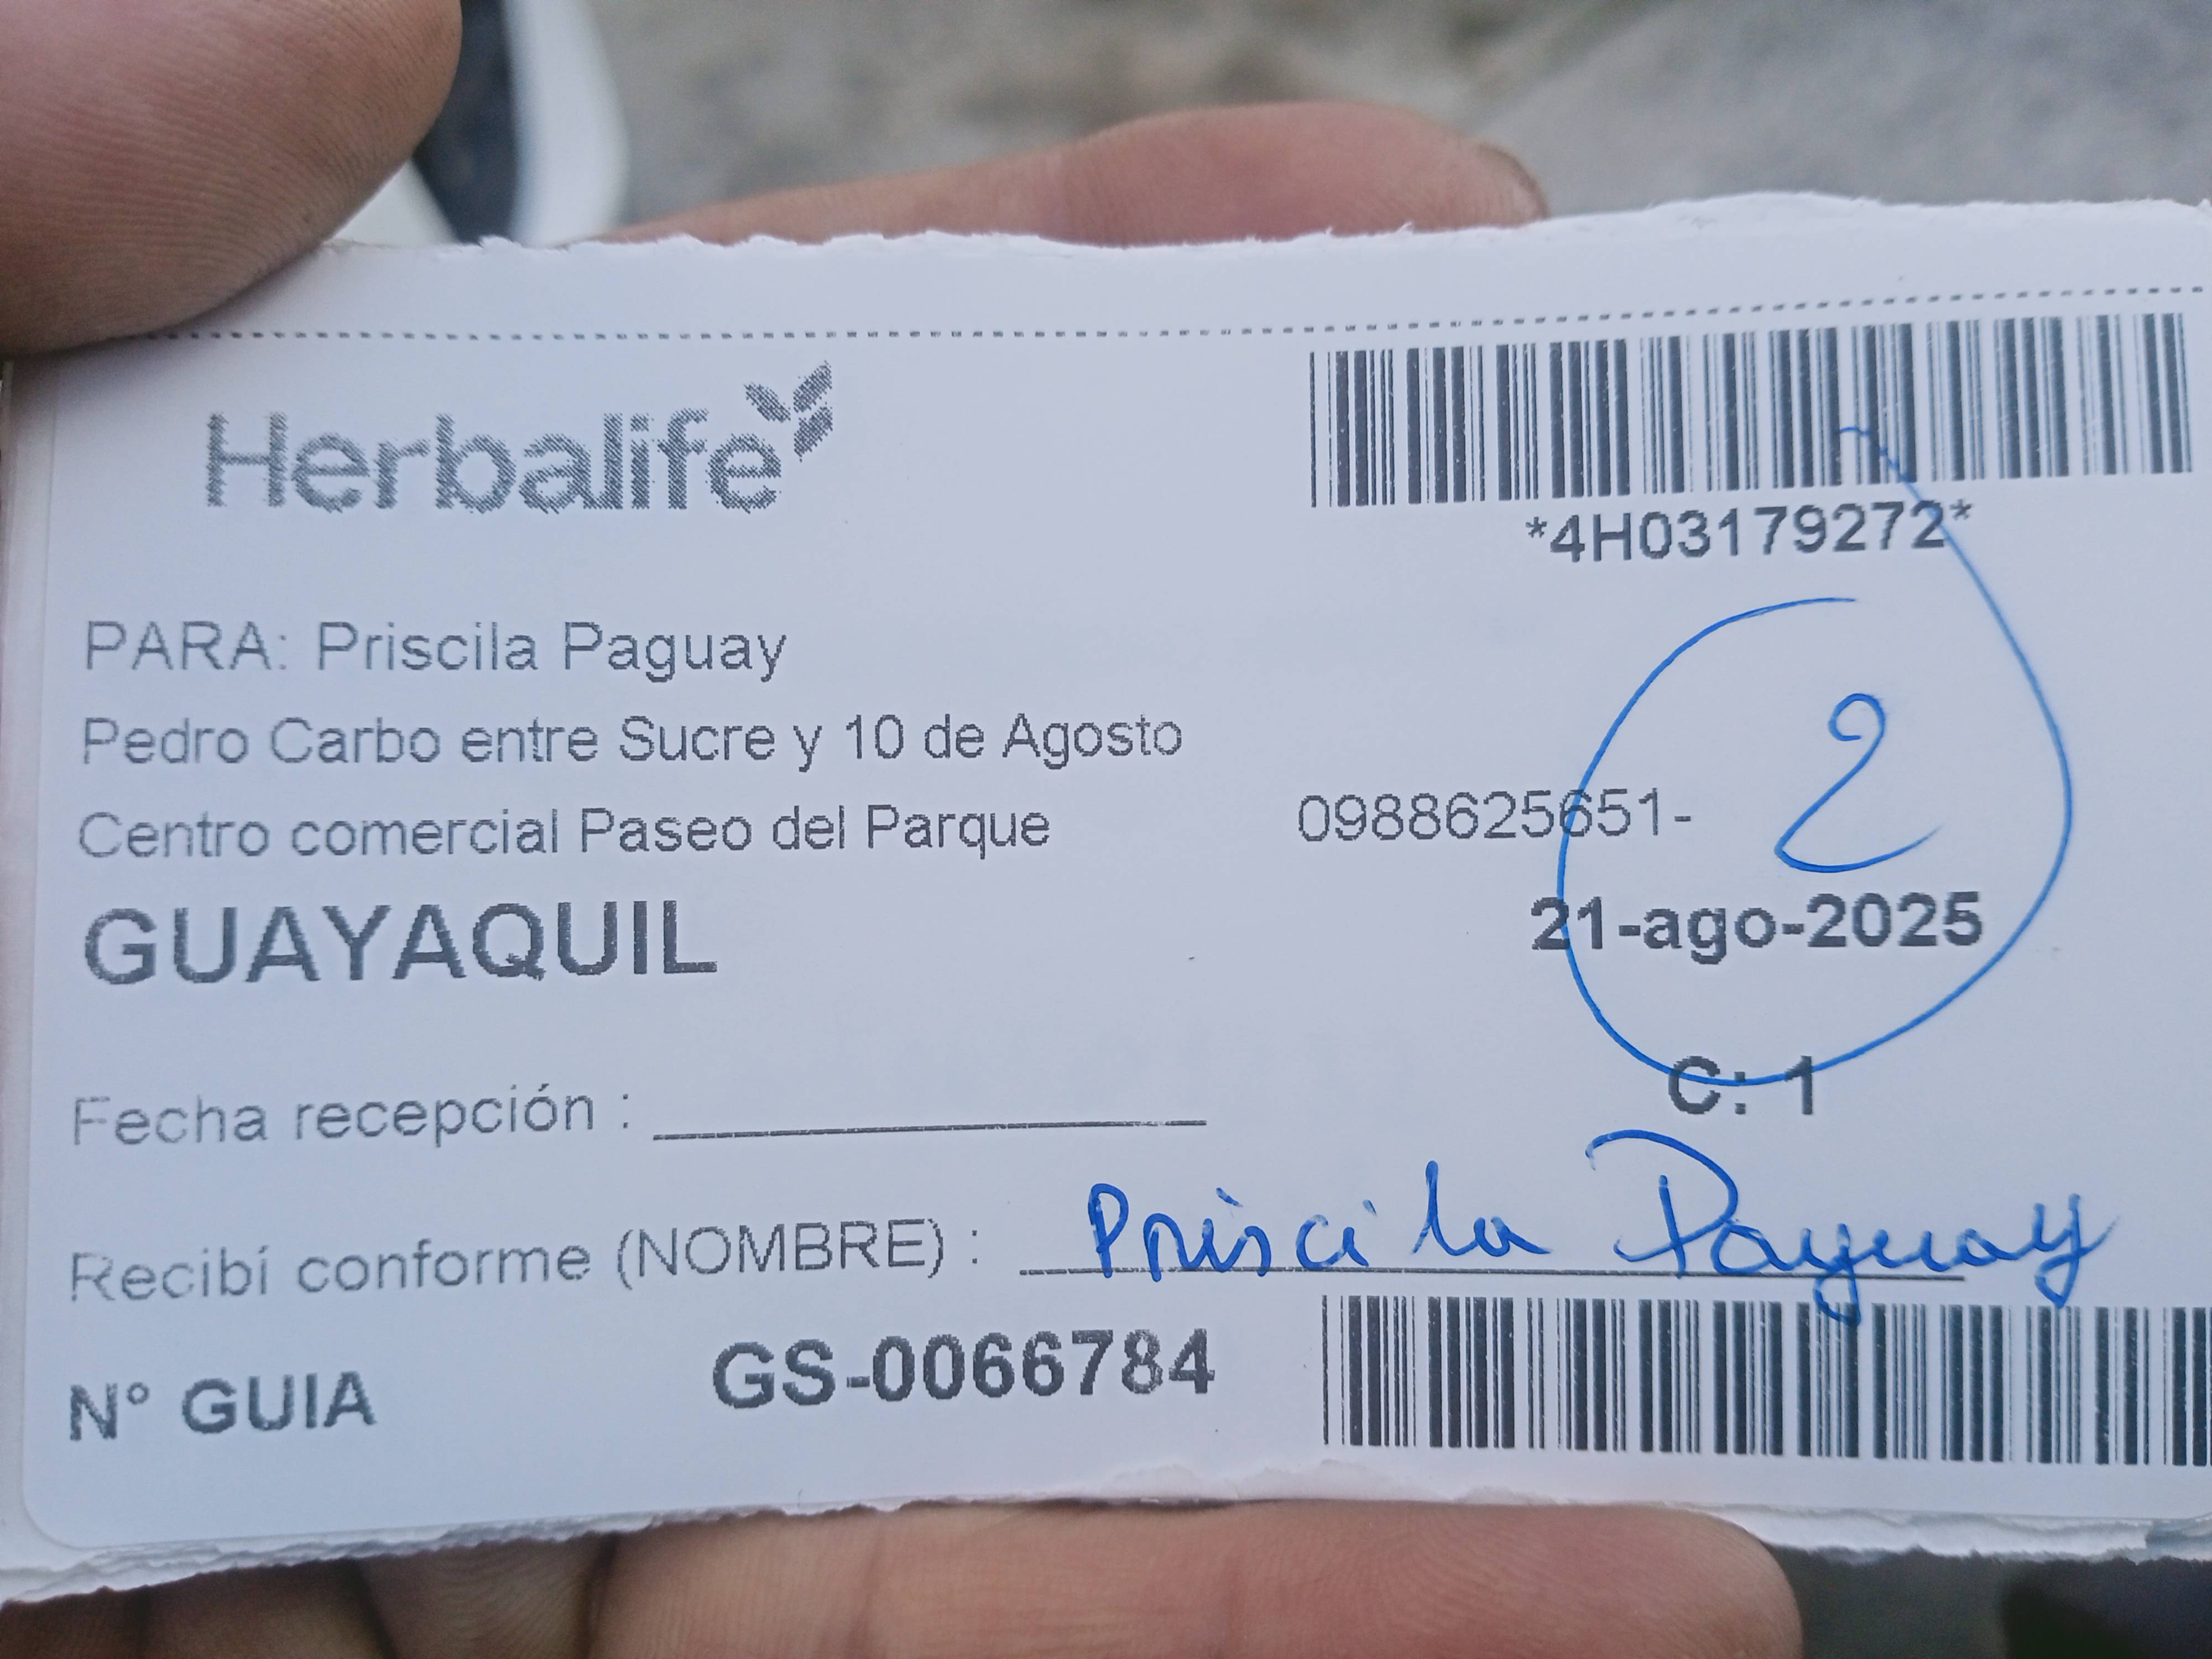 Herbalife
*4H03179272*
PARA: Priscila Paguay
Pedro Carbo entre Sucre y 10 de Agosto
Centro comercial Paseo del Parque 0988625651-
2
GUAYAQUIL 21-ago-2025
C: 1
Fecha recepción :
Recibí conforme (NOMBRE) : Priscila Paguay
N° GUIA GS-0066784